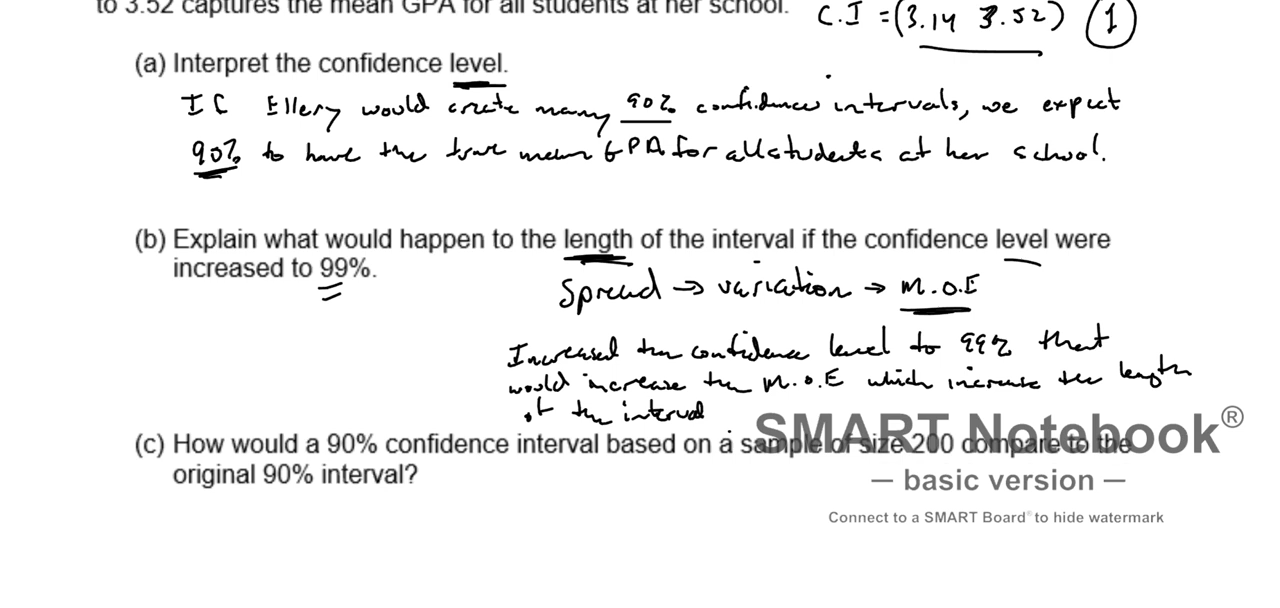 to 3.52 captures the mean GPA for all students at her school.
C.I = (3.14 3.52) 1
(a) Interpret the confidence level.
If Ellery would create many 90% confidence intervals, we expect
90% to have the true mean GPA for all students at her school.
(b) Explain what would happen to the length of the interval if the confidence level were
increased to 99%.
Spread → variation → M.O.E
Increased the confidence level to 99% that
would increase the M.O.E which increase the length
of the interval
(c) How would a 90% confidence interval based on a sample of size 200 compare to the
original 90% interval?
SMART Notebook®
— basic version —
Connect to a SMART Board® to hide watermark